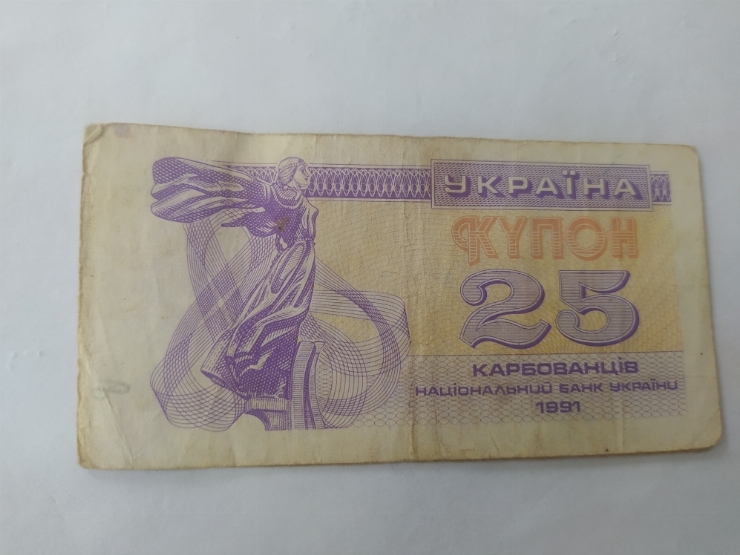 УКРАЇНА
КУПОН
25
КАРБОВАНЦІВ
НАЦІОНАЛЬНИЙ БАНК УКРАЇНИ
1991